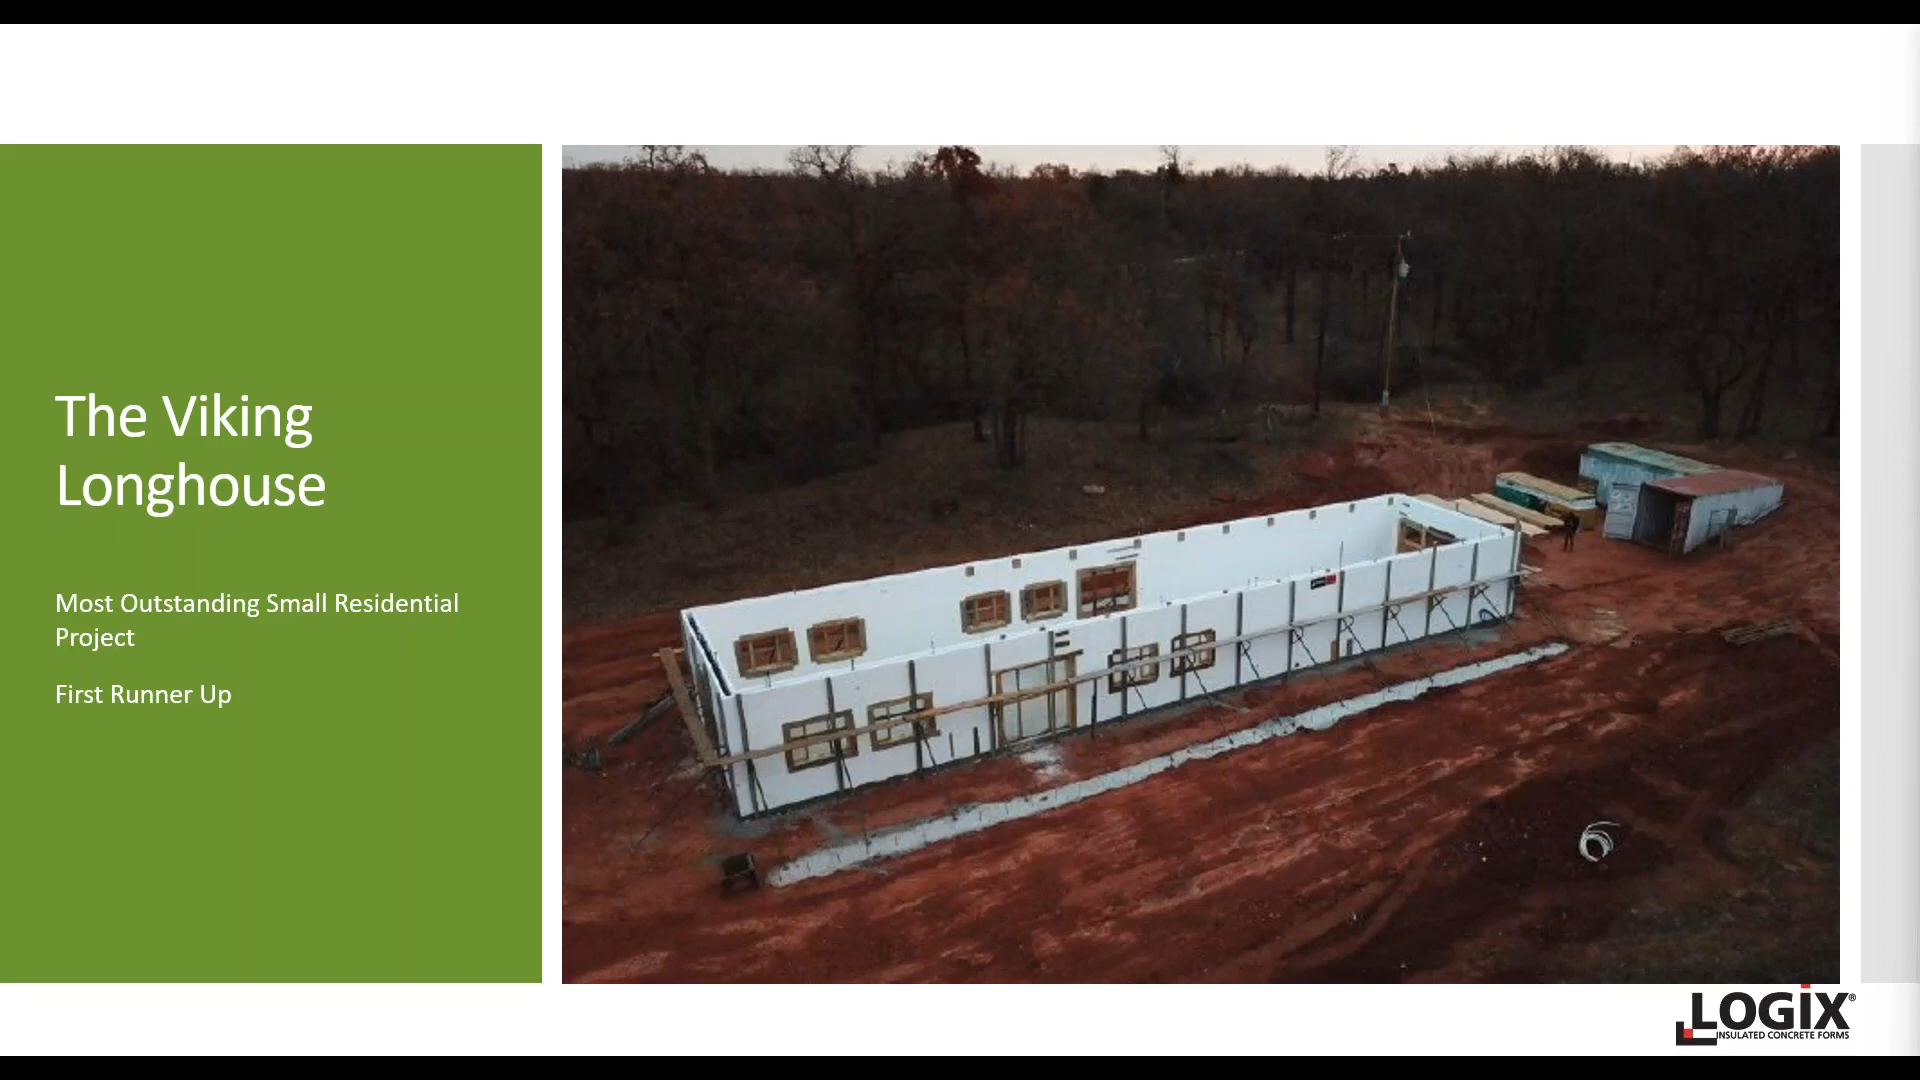 The Viking
Longhouse
Most Outstanding Small Residential
Project
First Runner Up
LOGIX®
INSULATED CONCRETE FORMS